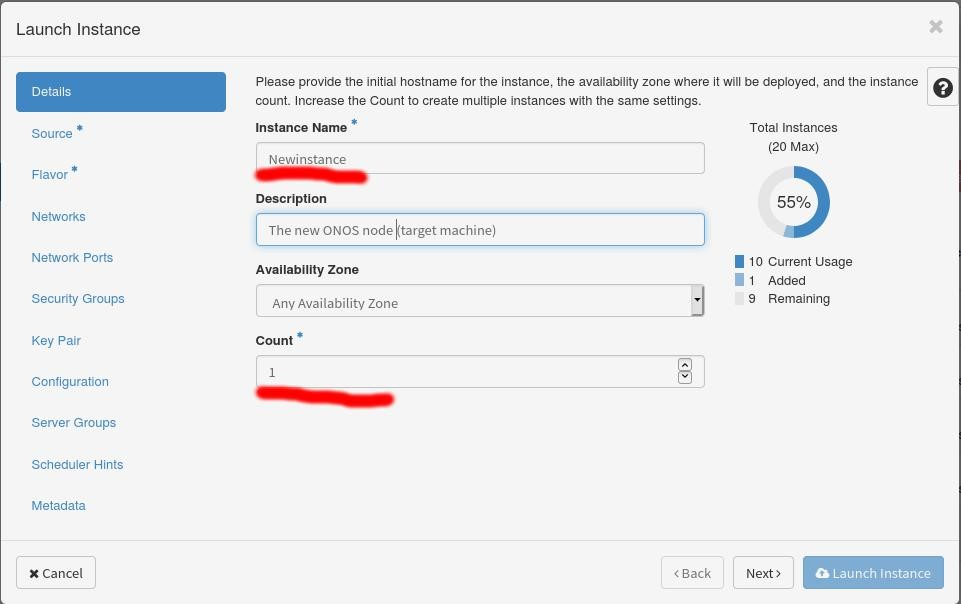 Launch Instance
Details
Source *
Flavor *
Networks
Network Ports
Security Groups
Key Pair
Configuration
Server Groups
Scheduler Hints
Metadata
Please provide the initial hostname for the instance, the availability zone where it will be deployed, and the instance
count. Increase the Count to create multiple instances with the same settings.
Instance Name *
Newinstance
Description
The new ONOS node (target machine)
Availability Zone
Any Availability Zone
Count *
1
Total Instances
(20 Max)
55%
10 Current Usage
1 Added
9 Remaining
Cancel
Back
Next
Launch Instance